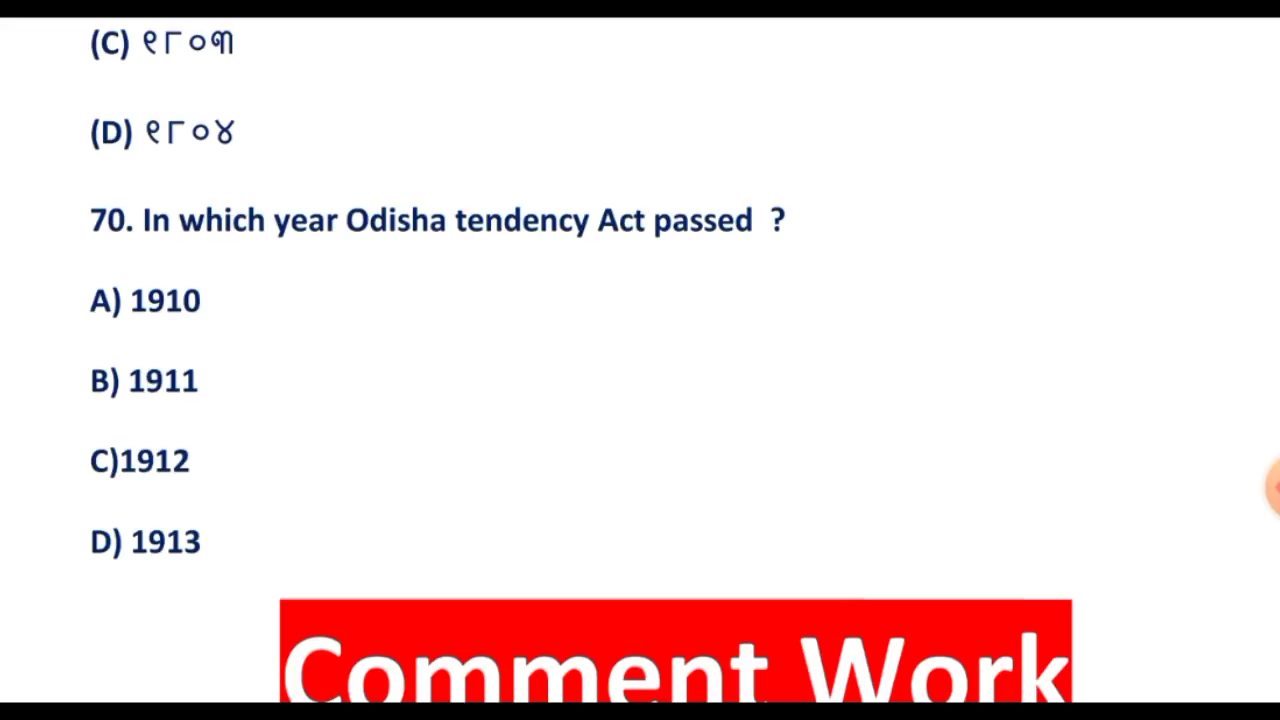 (C) ୧୮୦୩
(D) ୧୮୦୪
70. In which year Odisha tendency Act passed ?
A) 1910
B) 1911
C)1912
D) 1913
Comment Work